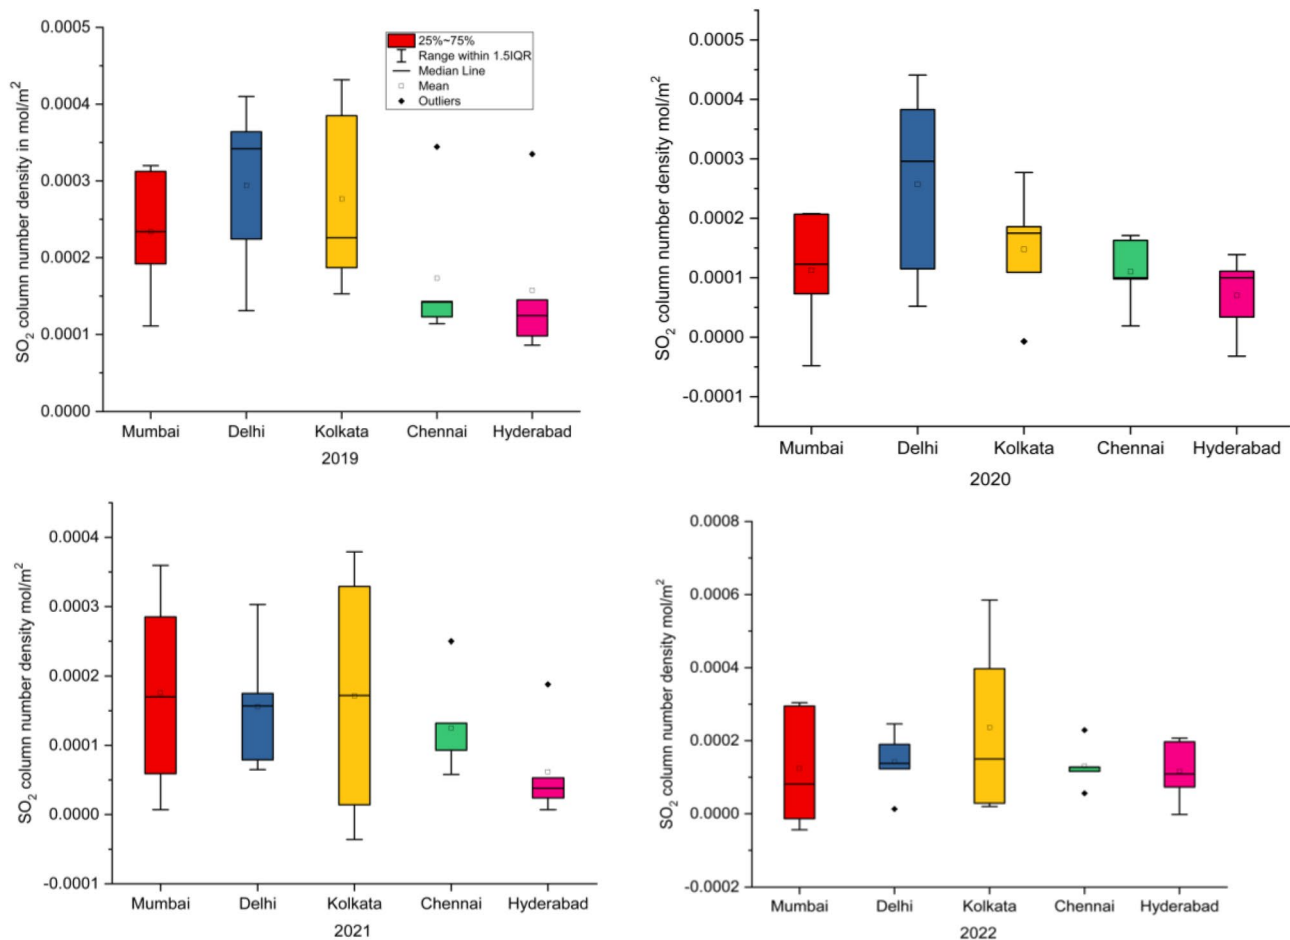 SO2 column number density in mol/m2
0.0005
0.0004
0.0003
0.0002
0.0001
0.0000
25%~75%
Range within 1.5IQR
Median Line
Mean
Outliers
Mumbai Delhi Kolkata Chennai Hyderabad
2019
SO2 column number density mol/m2
0.0005
0.0004
0.0003
0.0002
0.0001
0.0000
-0.0001
Mumbai Delhi Kolkata Chennai Hyderabad
2020
SO2 column number density mol/m2
0.0004
0.0003
0.0002
0.0001
0.0000
-0.0001
Mumbai Delhi Kolkata Chennai Hyderabad
2021
SO2 column number density mol/m2
0.0008
0.0006
0.0004
0.0002
0.0000
-0.0002
Mumbai Delhi Kolkata Chennai Hyderabad
2022